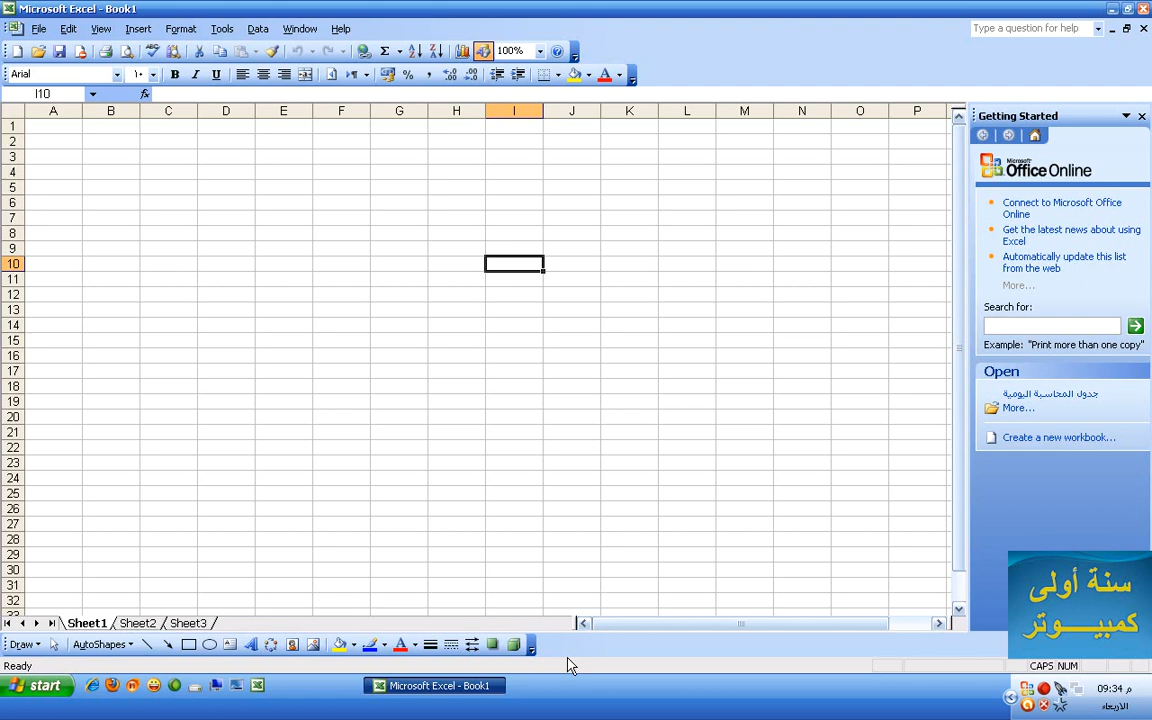 Microsoft Excel - Book1
File Edit View Insert Format Tools Data Window Help
Type a question for help
100%
Arial
١٠
I10
fx
A B C D E F G H I J K L M N O P
1
2
3
4
5
6
7
8
9
10
11
12
13
14
15
16
17
18
19
20
21
22
23
24
25
26
27
28
29
30
31
32
33
Getting Started
Microsoft
Office Online
Connect to Microsoft Office
Online
Get the latest news about using
Excel
Automatically update this list
from the web
More...
Search for:
Example: "Print more than one copy"
Open
جدول المحاسبة اليومية
More...
Create a new workbook...
سنة أولى
كمبيـــوتر
Sheet1 Sheet2 Sheet3
Draw AutoShapes
Ready
CAPS NUM
start
Microsoft Excel - Book1
09:34 م
الاربعاء